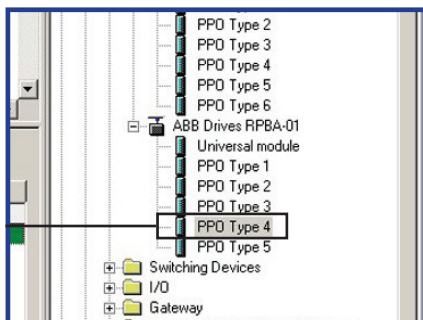 PPO Type 2
PPO Type 3
PPO Type 4
PPO Type 5
PPO Type 6
ABB Drives RPBA-01
Universal module
PPO Type 1
PPO Type 2
PPO Type 3
PPO Type 4
PPO Type 5
Switching Devices
I/O
Gateway